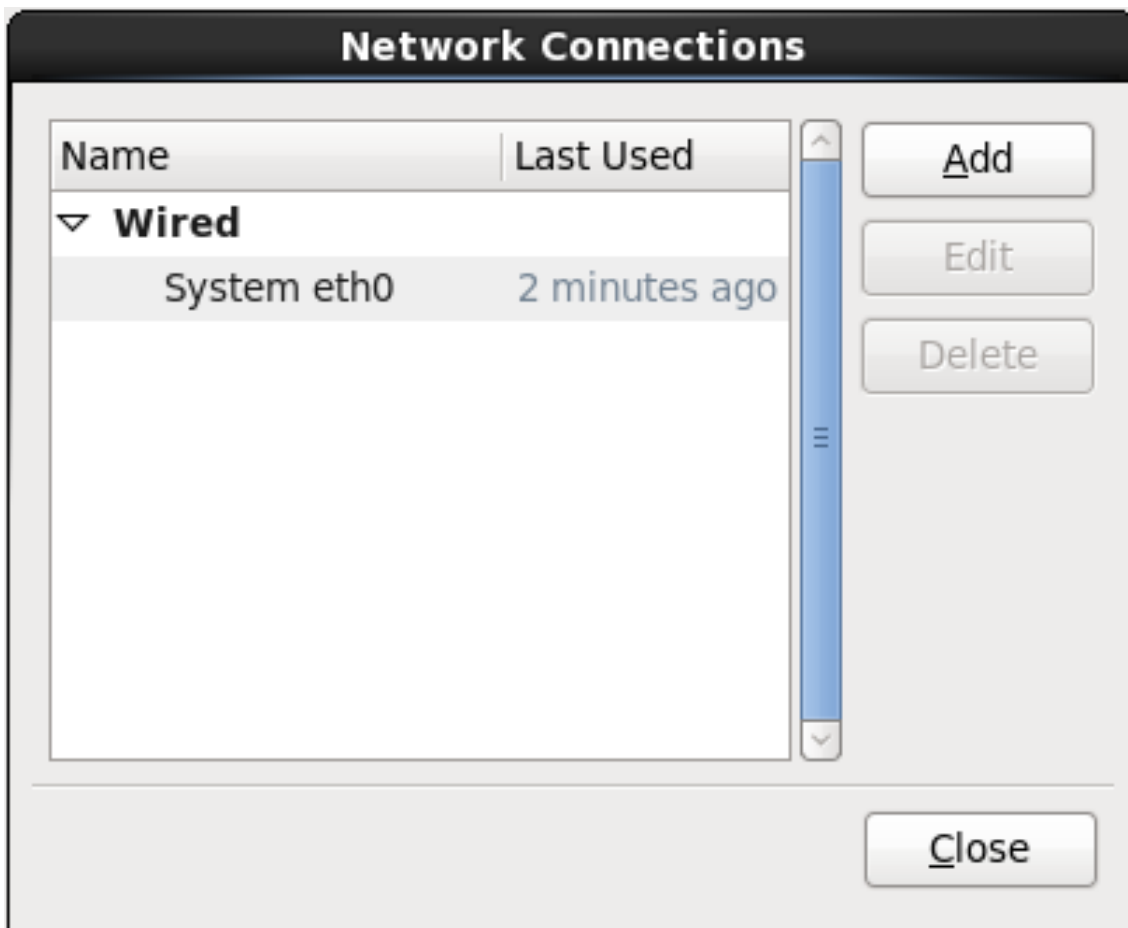 Network Connections
Name Last Used
Wired
System eth0 2 minutes ago
Add
Edit
Delete
Close